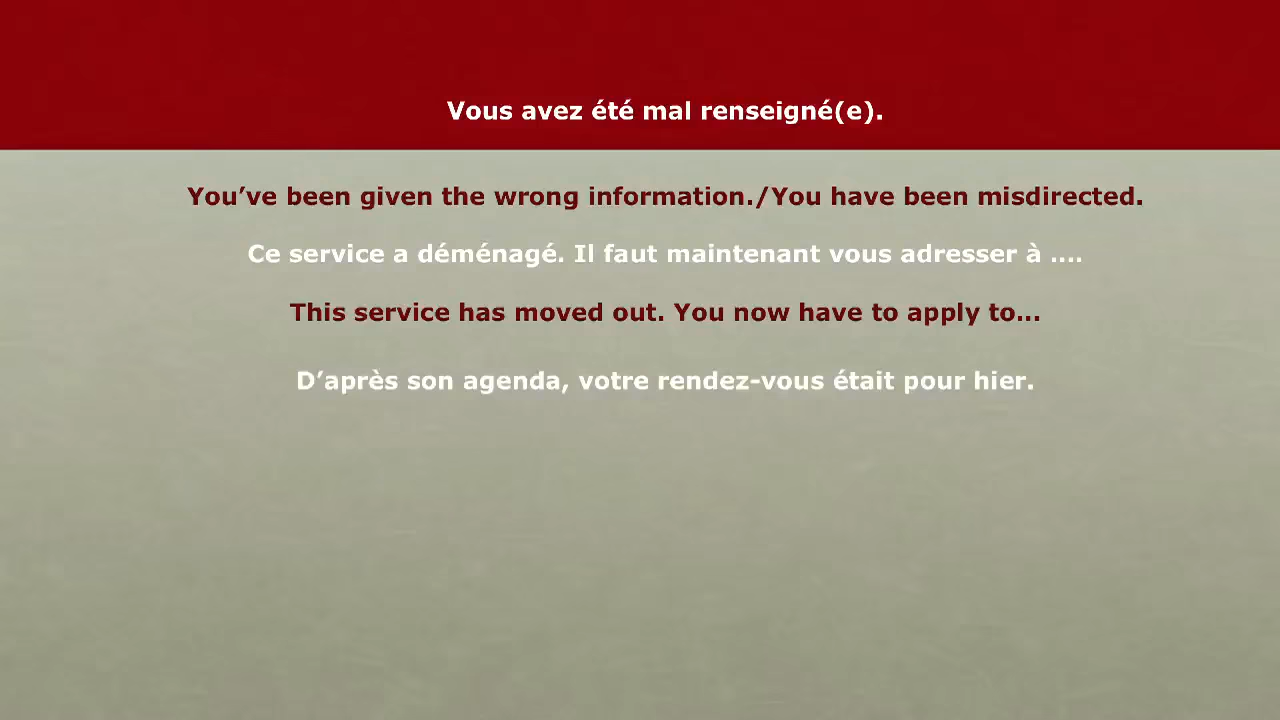 Vous avez été mal renseigné(e).
You’ve been given the wrong information./You have been misdirected.
Ce service a déménagé. Il faut maintenant vous adresser à ....
This service has moved out. You now have to apply to...
D’après son agenda, votre rendez-vous était pour hier.